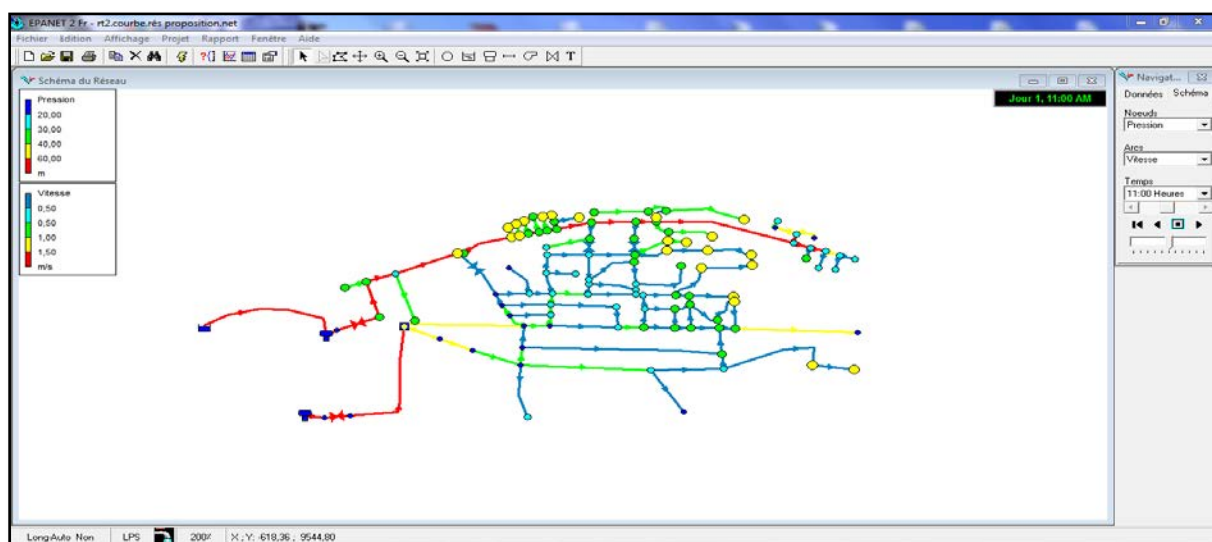 EPANET 2 Fr - rt2.courbe.rés proposition.net
Fichier Edition Affichage Projet Rapport Fenêtre Aide
T
Schéma du Réseau
Jour 1, 11:00 AM
Pression
20,00
30,00
40,00
60,00
m
Vitesse
0,50
0,50
1,00
1,50
m/s
Navigat...
Données Schéma
Noeuds
Pression
Arcs
Vitesse
Temps
11:00 Heures
LongAuto Non LPS 200% X ; Y: -618,36 ; 9544,80